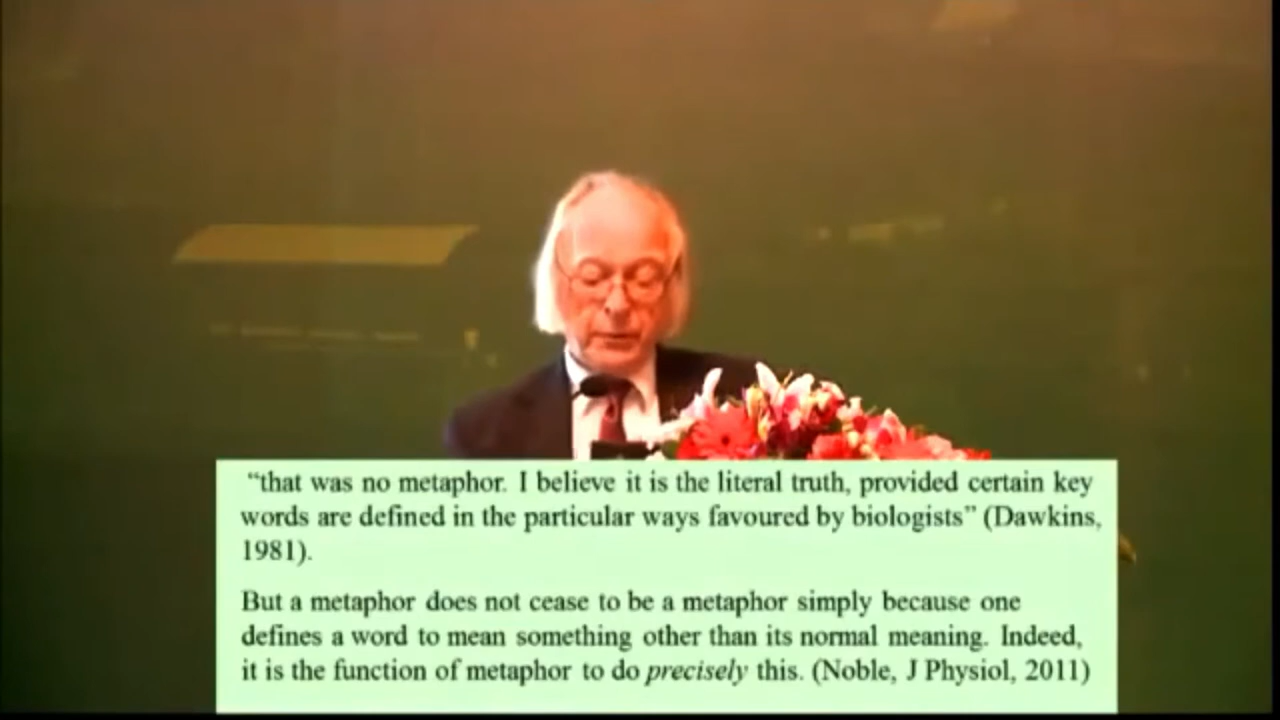 “that was no metaphor. I believe it is the literal truth, provided certain key
words are defined in the particular ways favoured by biologists” (Dawkins,
1981).
But a metaphor does not cease to be a metaphor simply because one
defines a word to mean something other than its normal meaning. Indeed,
it is the function of metaphor to do precisely this. (Noble, J Physiol, 2011)